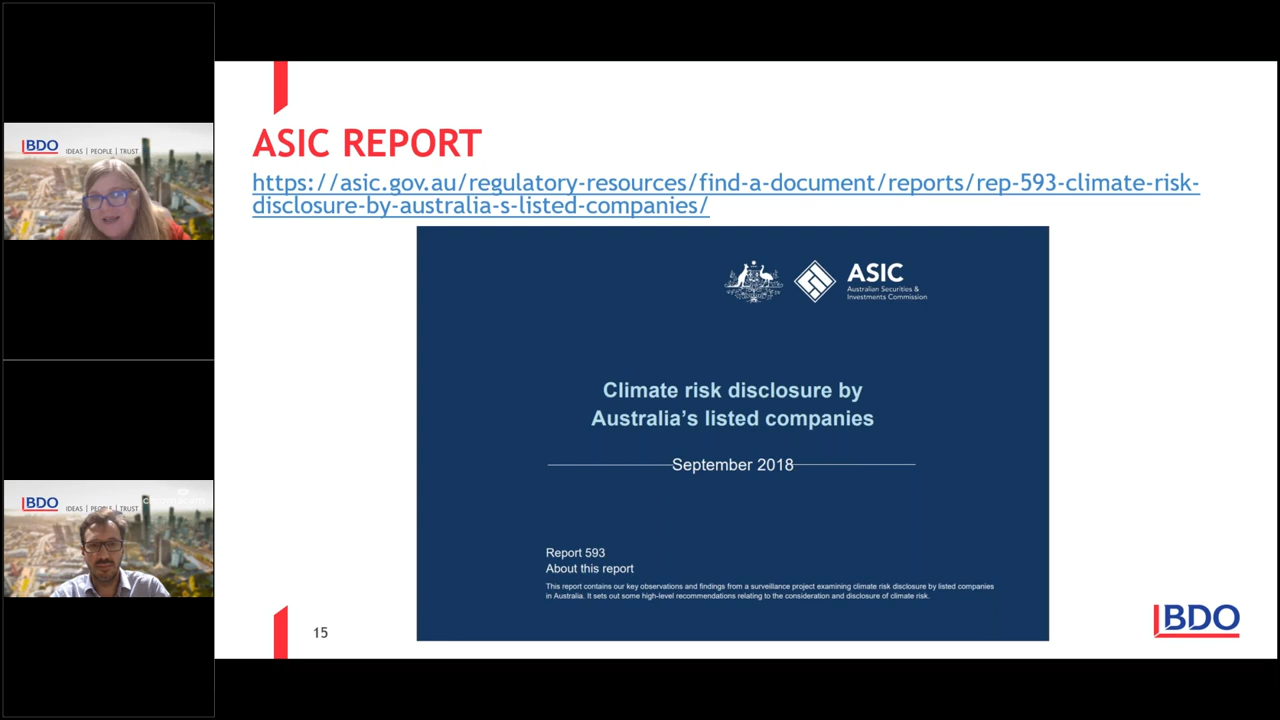 BDO
IDEAS | PEOPLE | TRUST
BDO
IDEAS | PEOPLE | TRUST
ASIC REPORT
https://asic.gov.au/regulatory-resources/find-a-document/reports/rep-593-climate-risk-
disclosure-by-australia-s-listed-companies/
ASIC
Australian Securities &
Investments Commission
Climate risk disclosure by
Australia's listed companies
September 2018
Report 593
About this report
This report contains our key observations and findings from a surveillance project examining climate risk disclosure by listed companies
in Australia. It sets out some high-level recommendations relating to the consideration and disclosure of climate risk.
15
BDO